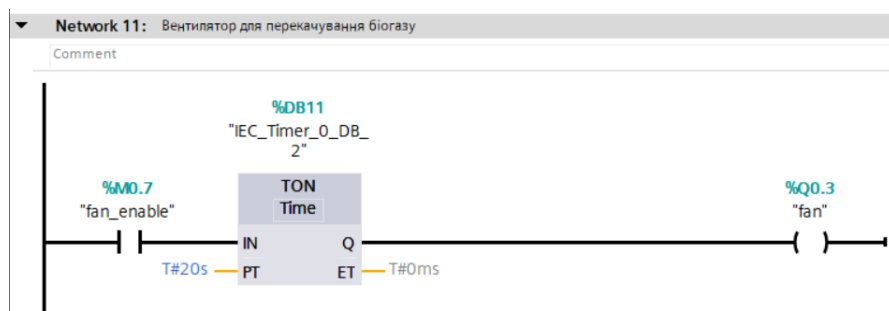 Network 11: Вентилятор для перекачування біогазу
Comment
%DB11
"IEC_Timer_0_DB_
2"
%M0.7
"fan_enable"
TON
Time
%Q0.3
"fan"
IN
Q
T#20s
PT
ET
T#0ms